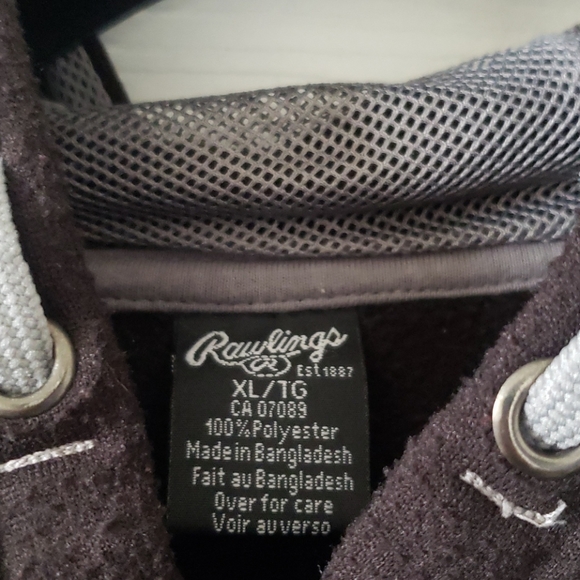 Rawlings
R
Est 1887
XL/TG
CA 07089
100% Polyester
Made in Bangladesh
Fait au Bangladesh
Over for care
Voir au verso